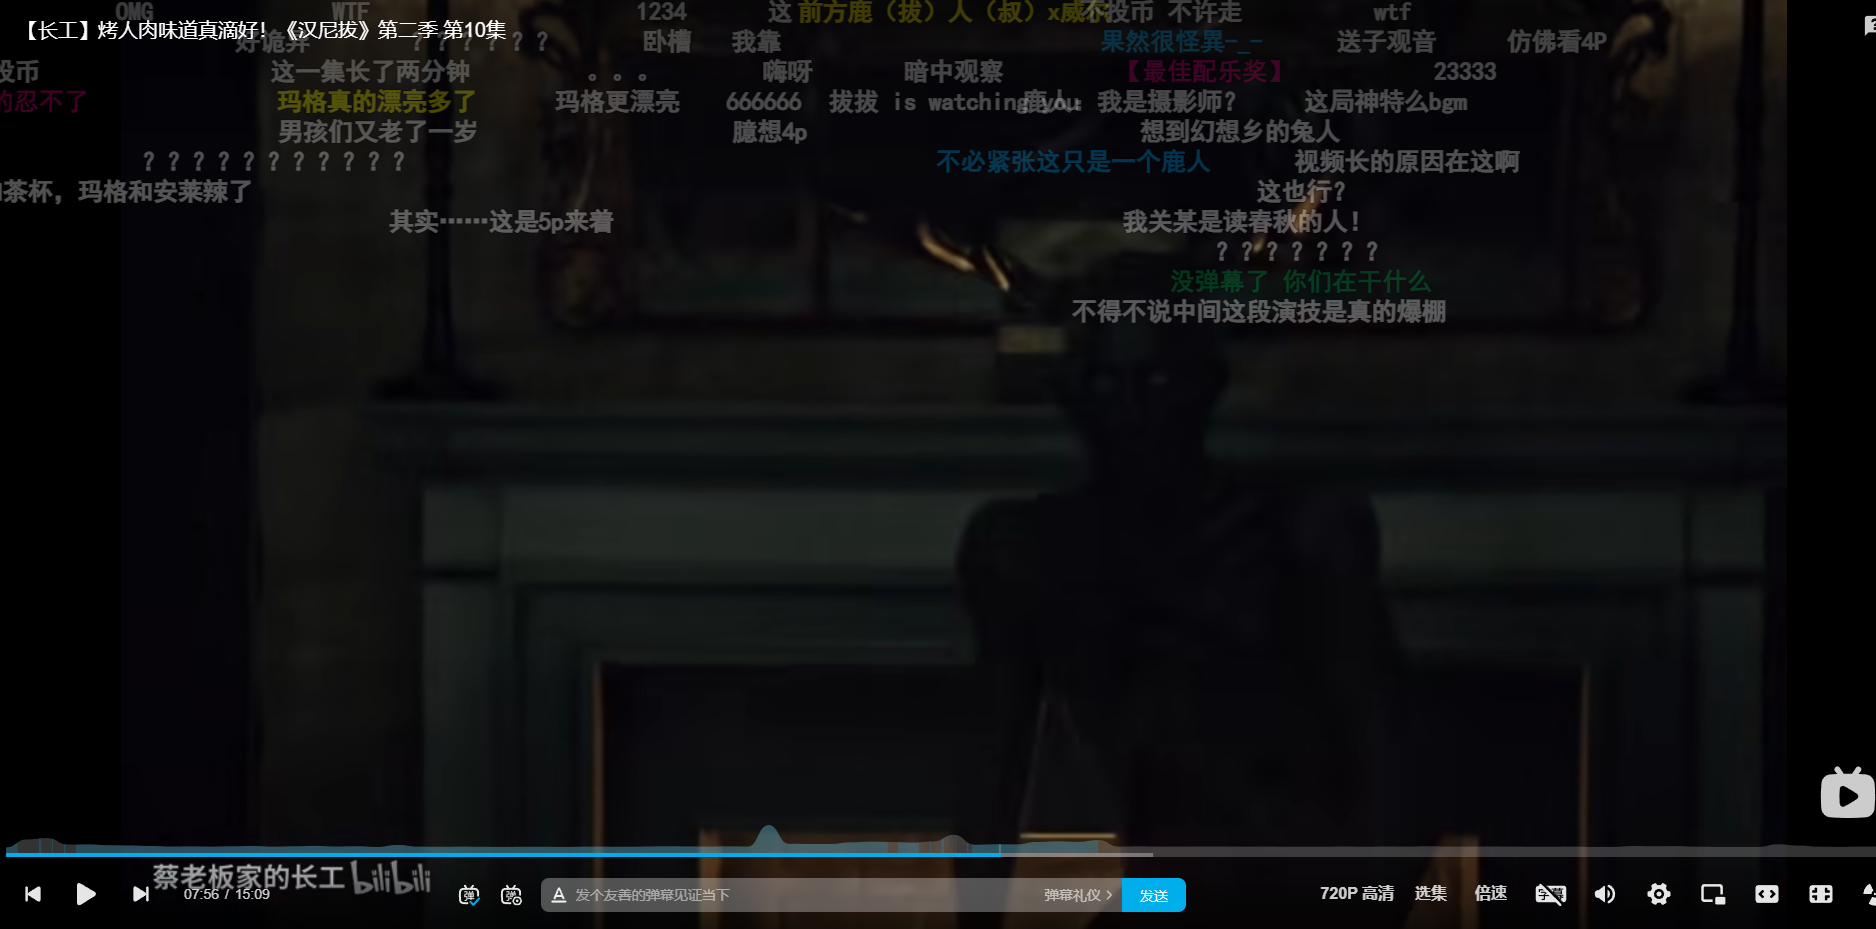 OMG WTF 1234 这 前方鹿（拔）人（叔）x威尔 不投币 不许走 wtf
【长工】烤人肉味道真滴好！《汉尼拔》第二季 第10集
好诡异 ？？？？？？ 卧槽 我靠 果然很怪異-_- 送子观音 仿佛看4P
投币 这一集长了两分钟 。。。 嗨呀 暗中观察 【最佳配乐奖】 23333
的忍不了 玛格真的漂亮多了 玛格更漂亮 666666 拔拔 is watching you 我是摄影师？ 这局神特么bgm
男孩们又老了一岁 臆想4p 想到幻想乡的兔人
？？？？？？？？？？？ 不必紧张这只是一个鹿人 视频长的原因在这啊
茶杯，玛格和安莱辣了 这也行？
其实……这是5p来着 我关某是读春秋的人！
？？？？？？？
没弹幕了 你们在干什么
不得不说中间这段演技是真的爆棚
蔡老板家的长工 bilibili
07:56 / 15:09 弹 弹 A 发个友善的弹幕见证当下 弹幕礼仪 > 发送 720P 高清 选集 倍速 字幕